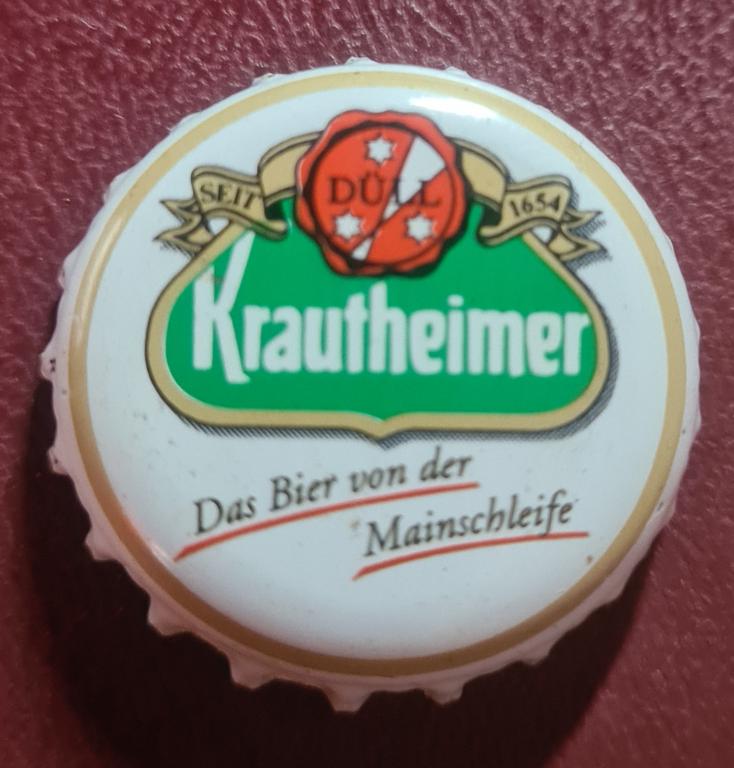 DÜLL
SEIT 1654
Krautheimer
Das Bier von der
Mainschleife